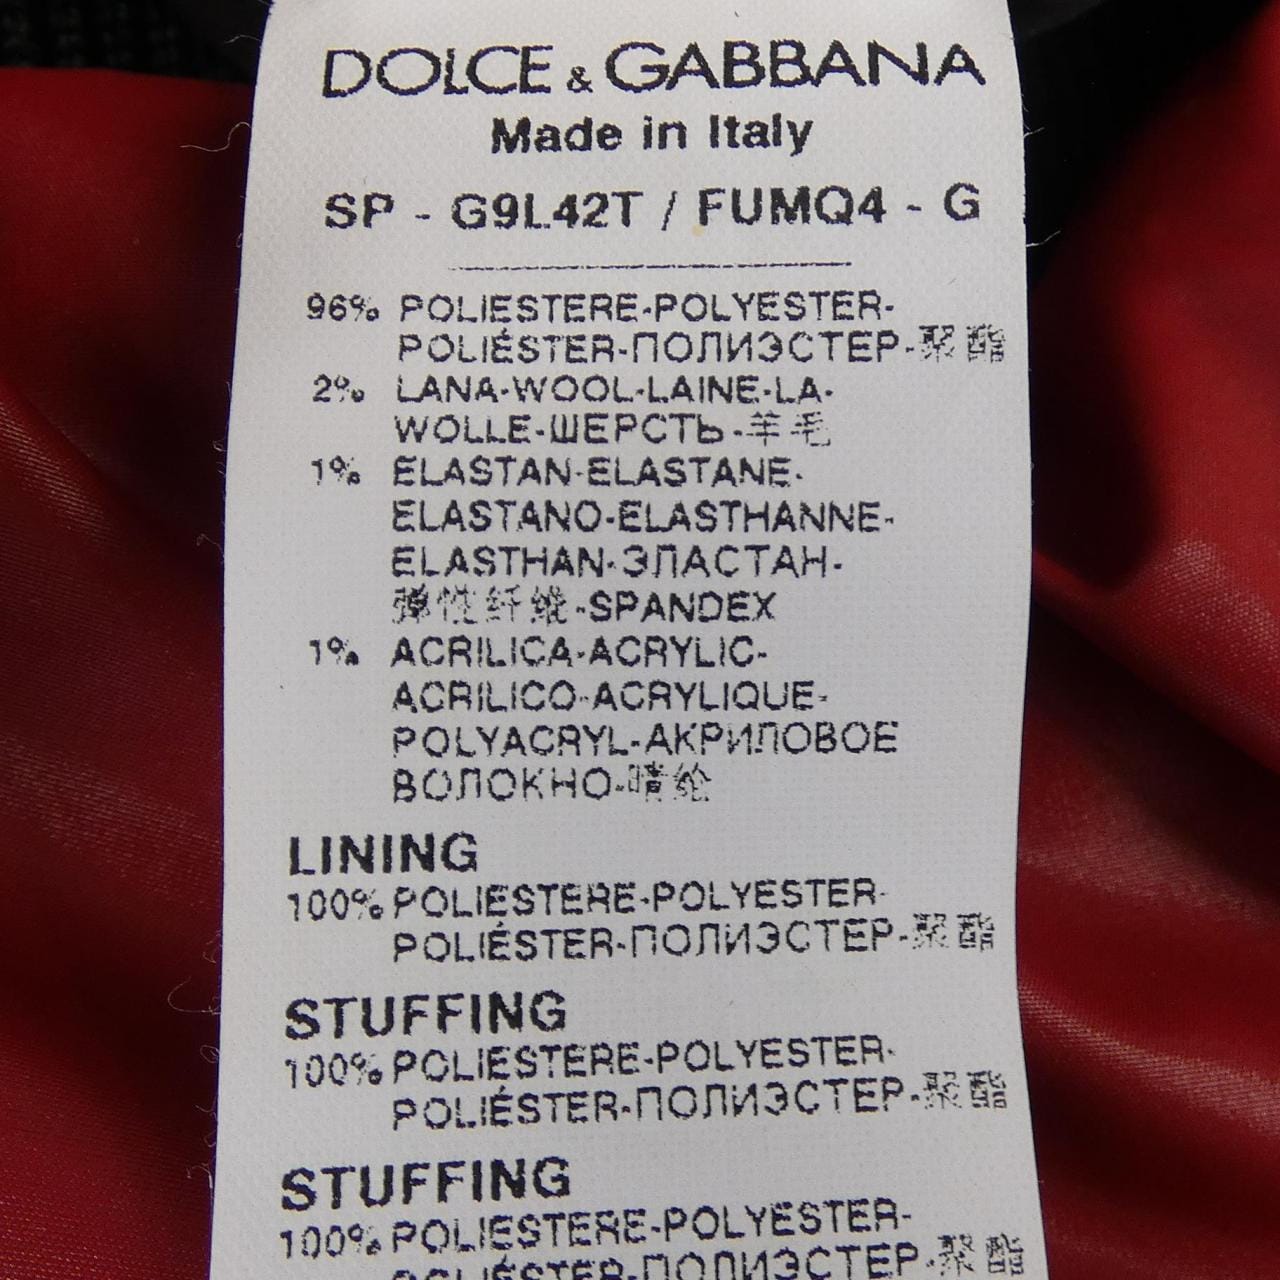 DOLCE & GABBANA
Made in Italy
SP - G9L42T / FUMQ4 - G
96% POLIESTERE-POLYESTER-
POLIÉSTER-ПОЛИЭСТЕР-聚酯
2% LANA-WOOL-LAINE-LA-
WOLLE-ШЕРСТЬ-羊毛
1% ELASTAN-ELASTANE-
ELASTANO-ELASTHANNE-
ELASTHAN-ЭЛАСТАН-
弹性纤维-SPANDEX
1% ACRILICA-ACRYLIC-
ACRILICO-ACRYLIQUE-
POLYACRYL-АКРИЛОВОЕ
ВОЛОКНО-晴纶
LINING
100% POLIESTERE-POLYESTER-
POLIÉSTER-ПОЛИЭСТЕР-聚酯
STUFFING
100% POLIESTERE-POLYESTER-
POLIÉSTER-ПОЛИЭСТЕР-聚酯
STUFFING
100% POLIESTERE-POLYESTER-
POLIÉSTER-ПОЛИЭСТЕР-聚酯